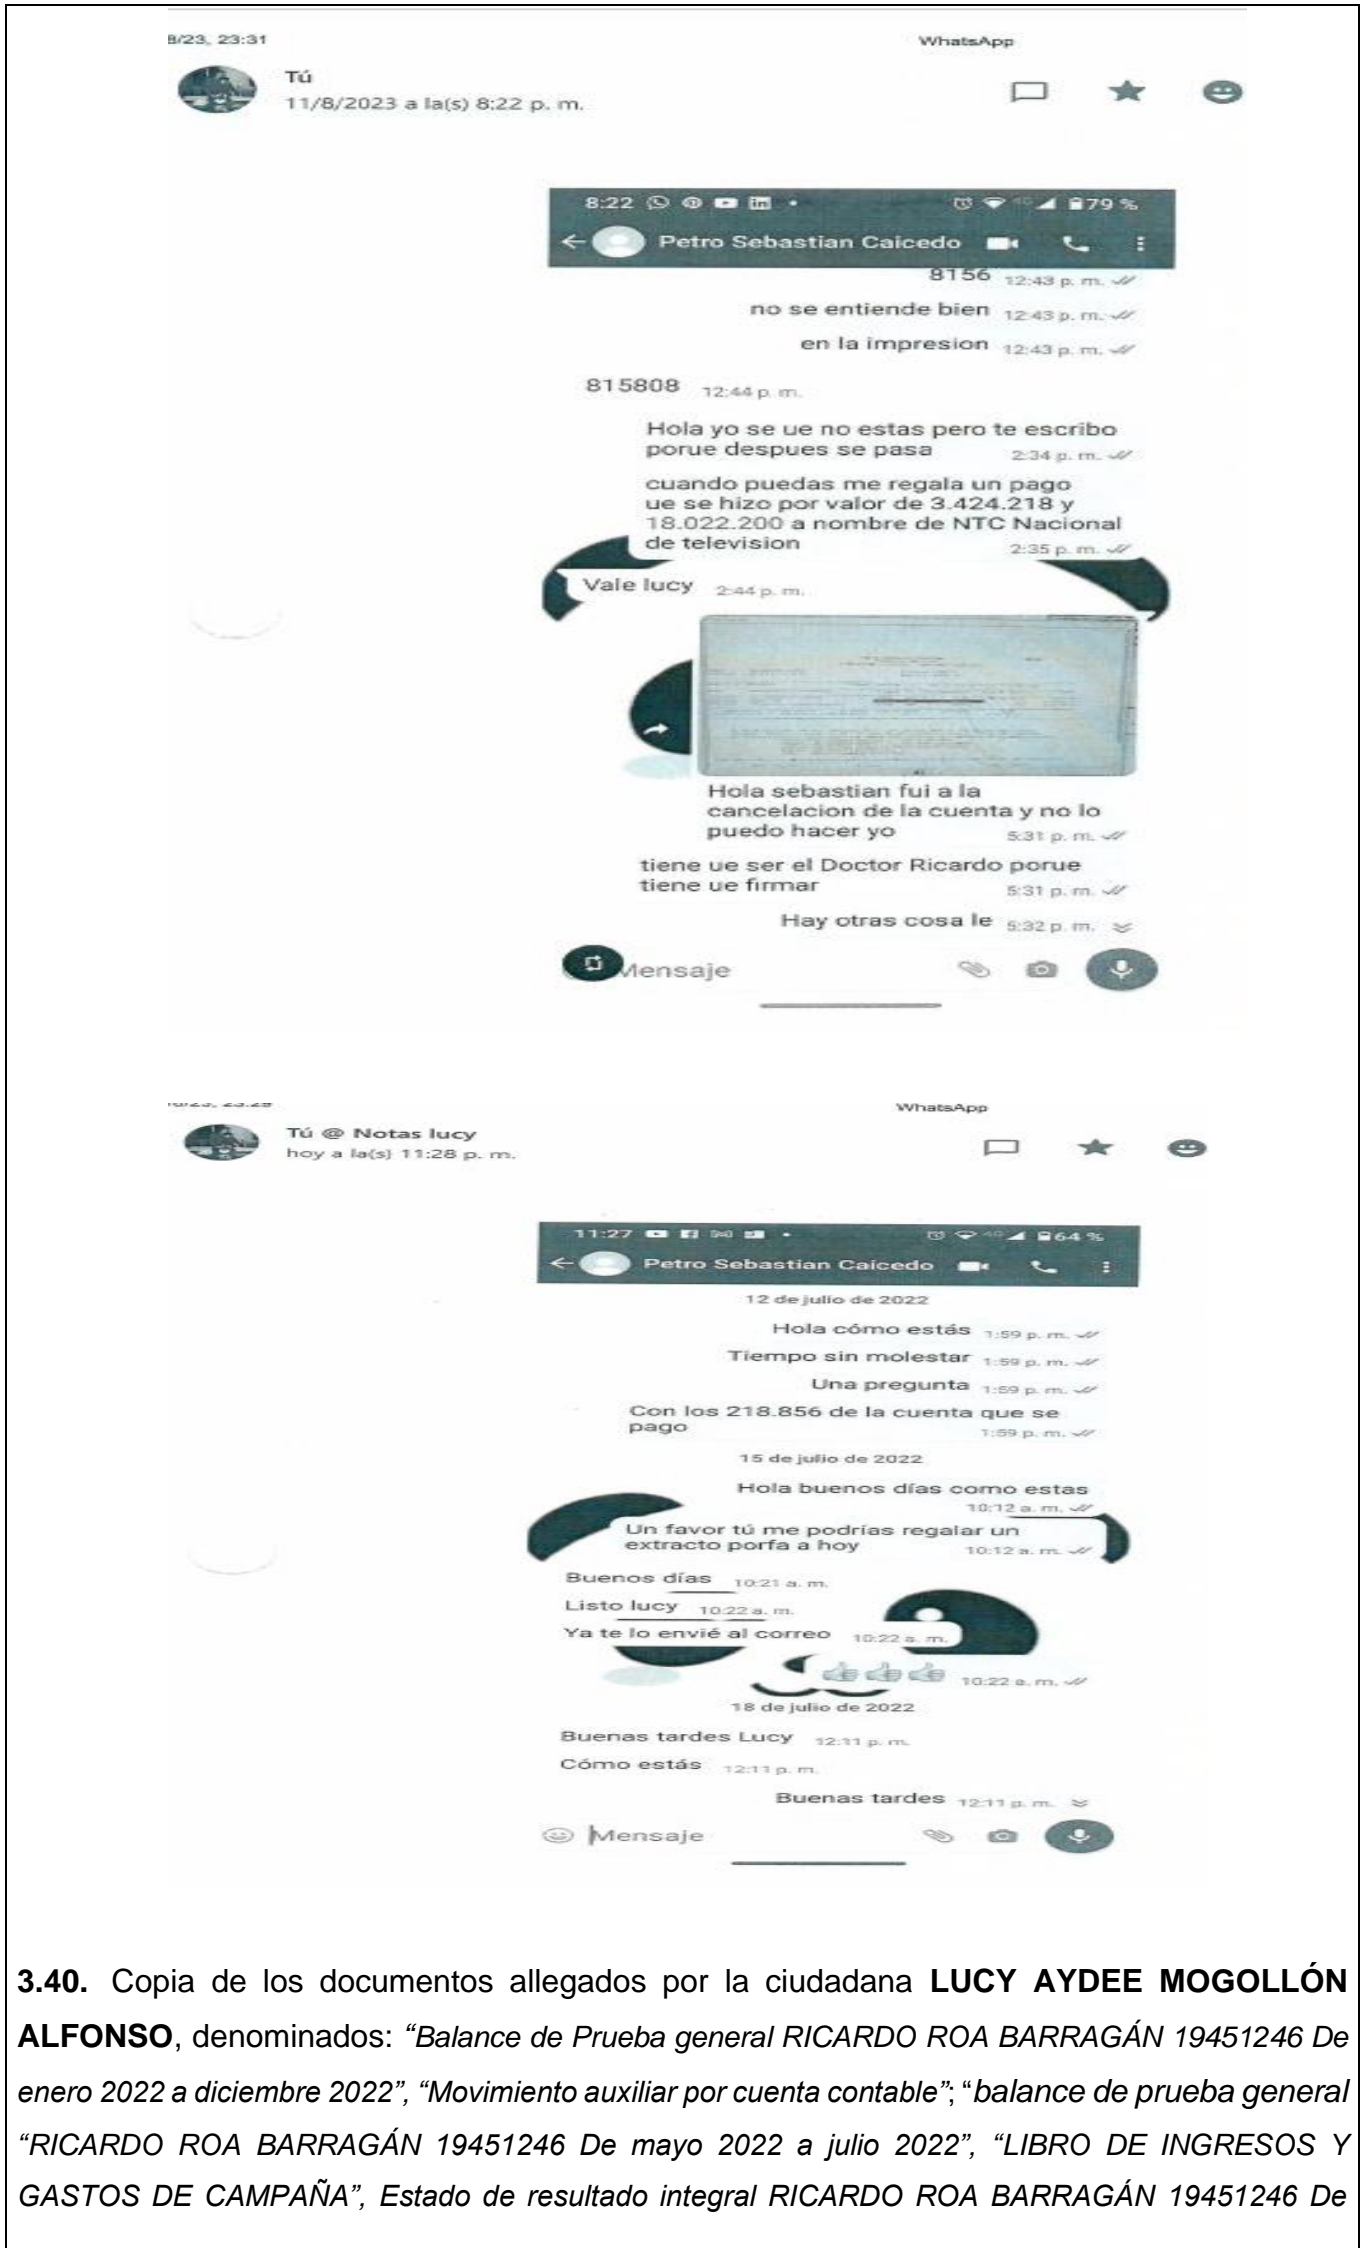 8/23, 23:31
WhatsApp
Tú
11/8/2023 a la(s) 8:22 p. m.
8:22
79 %
Petro Sebastian Caicedo
8156 12:43 p. m.
no se entiende bien 12:43 p. m.
en la impresion 12:43 p. m.
815808 12:44 p. m.
Hola yo se ue no estas pero te escribo
porue despues se pasa 2:34 p. m.
cuando puedas me regala un pago
ue se hizo por valor de 3.424.218 y
18.022.200 a nombre de NTC Nacional
de television 2:35 p. m.
Vale lucy 2:44 p. m.
Hola sebastian fui a la
cancelacion de la cuenta y no lo
puedo hacer yo 5:31 p. m.
tiene ue ser el Doctor Ricardo porue
tiene ue firmar 5:31 p. m.
Hay otras cosa le 5:32 p. m.
Mensaje
WhatsApp
Tú @ Notas lucy
hoy a la(s) 11:28 p. m.
11:27
64 %
Petro Sebastian Caicedo
12 de julio de 2022
Hola cómo estás 1:59 p. m.
Tiempo sin molestar 1:59 p. m.
Una pregunta 1:59 p. m.
Con los 218.856 de la cuenta que se
pago 1:59 p. m.
15 de julio de 2022
Hola buenos días como estas
10:12 a. m.
Un favor tú me podrías regalar un
extracto porfa a hoy 10:12 a. m.
Buenos días 10:21 a. m.
Listo lucy 10:22 a. m.
Ya te lo envié al correo 10:22 a. m.
10:22 a. m.
18 de julio de 2022
Buenas tardes Lucy 12:11 p. m.
Cómo estás 12:11 p. m.
Buenas tardes 12:11 p. m.
Mensaje
3.40. Copia de los documentos allegados por la ciudadana LUCY AYDEE MOGOLLÓN
ALFONSO, denominados: “Balance de Prueba general RICARDO ROA BARRAGÁN 19451246 De
enero 2022 a diciembre 2022”, “Movimiento auxiliar por cuenta contable”; “balance de prueba general
“RICARDO ROA BARRAGÁN 19451246 De mayo 2022 a julio 2022”, “LIBRO DE INGRESOS Y
GASTOS DE CAMPAÑA”, Estado de resultado integral RICARDO ROA BARRAGÁN 19451246 De